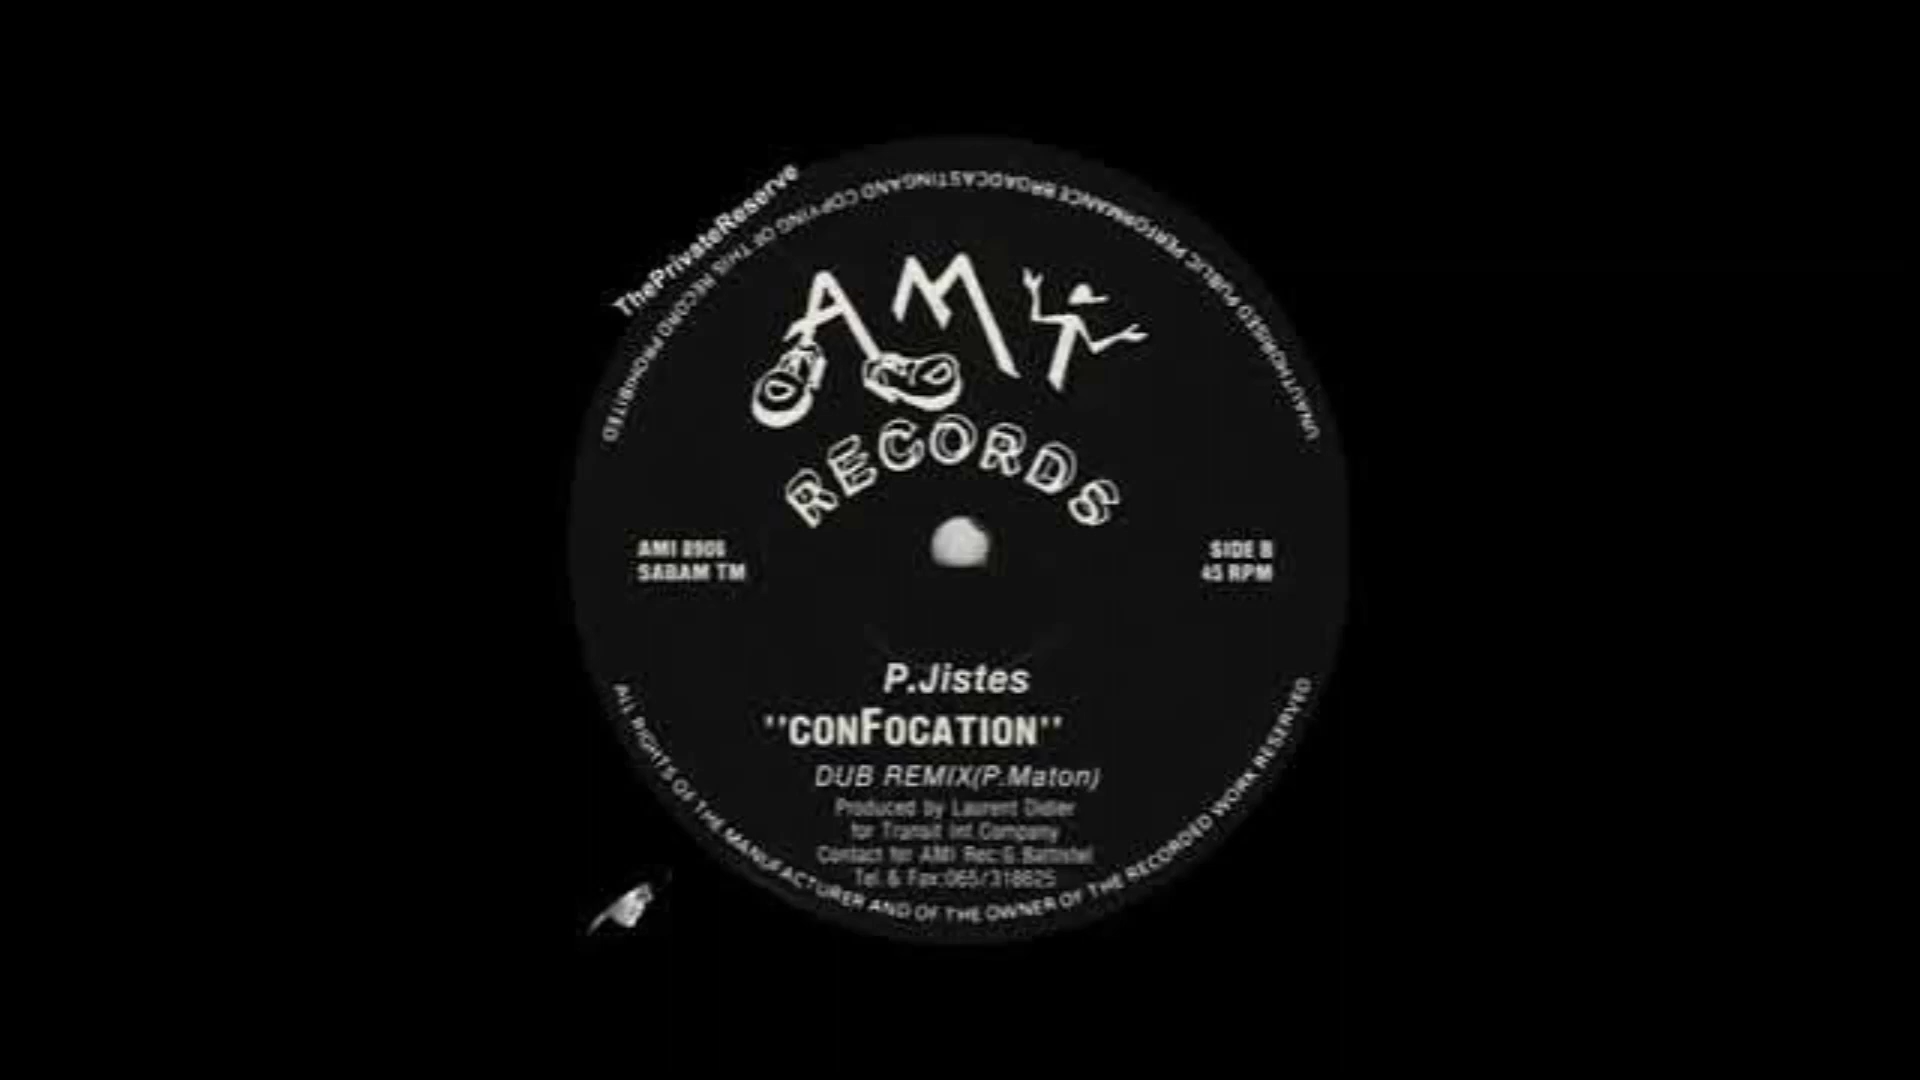 ThePrivateReserve
UNAUTHORISED PUBLIC PERFORMANCE BROADCASTING AND COPYING OF THIS RECORD PROHIBITED
AMI
RECORDS
AMI 8906
SABAM TM
SIDE B
45 RPM
P.Jistes
"CONFOCATION"
DUB REMIX(P.Maton)
Produced by Laurent Didier
for Transit Int.Company
Contact for AMI Rec:G.Battistel
Tel.& Fax:065/318625
ALL RIGHTS OF THE MANUFACTURER AND OF THE OWNER OF THE RECORDED WORK RESERVED